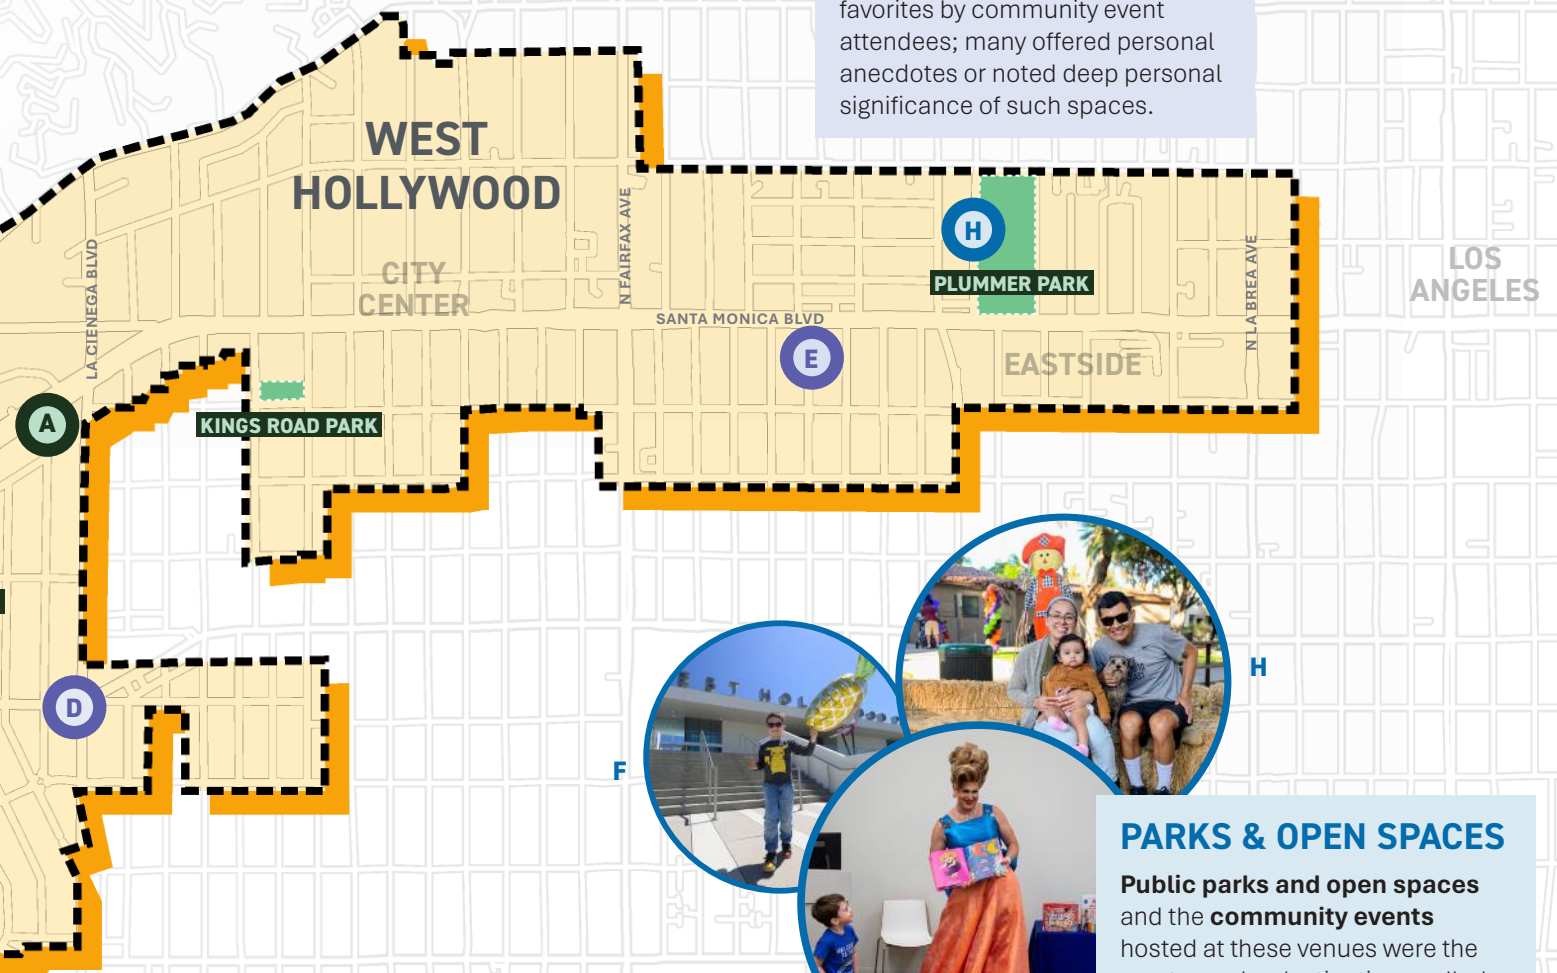 favorites by community event
attendees; many offered personal
anecdotes or noted deep personal
significance of such spaces.
WEST
HOLLYWOOD
CITY
CENTER
LA CIENEGA BLVD
N FAIRFAX AVE
H
PLUMMER PARK
SANTA MONICA BLVD
E
EASTSIDE
N LA BREA AVE
LOS
ANGELES
A
KINGS ROAD PARK
D
H
F
PARKS & OPEN SPACES
Public parks and open spaces
and the community events
hosted at these venues were the